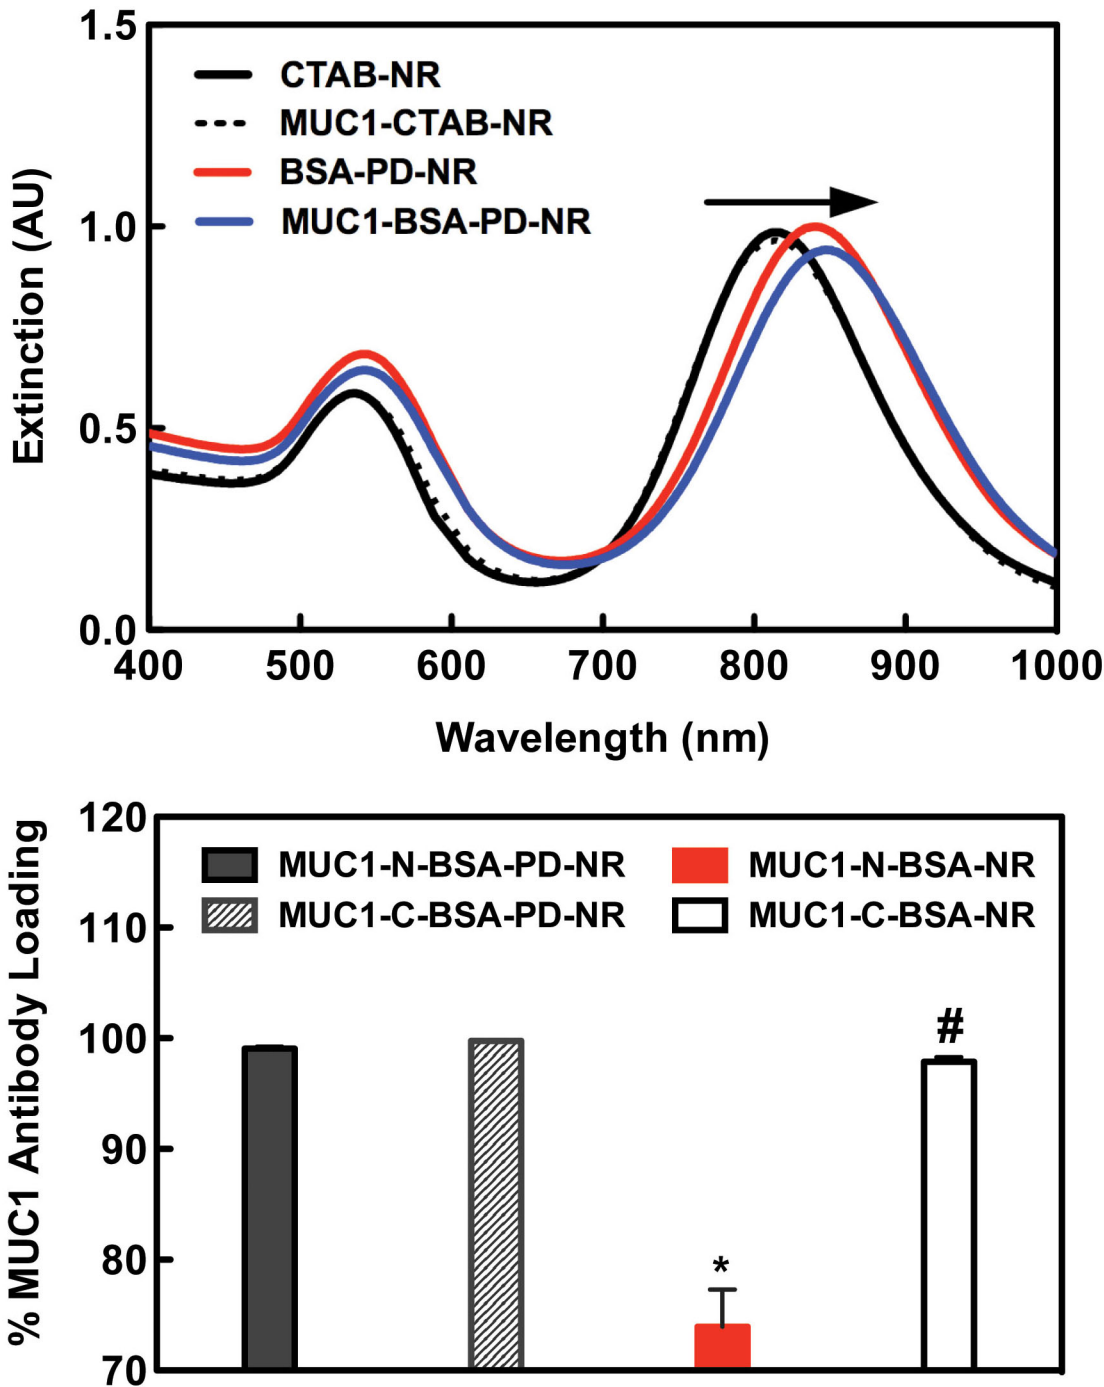 1.5
CTAB-NR
MUC1-CTAB-NR
BSA-PD-NR
MUC1-BSA-PD-NR
1.0
0.5
0.0
Extinction (AU)
400 500 600 700 800 900 1000
Wavelength (nm)
120
MUC1-N-BSA-PD-NR MUC1-N-BSA-NR
MUC1-C-BSA-PD-NR MUC1-C-BSA-NR
110
100
#
90
80
*
70
% MUC1 Antibody Loading